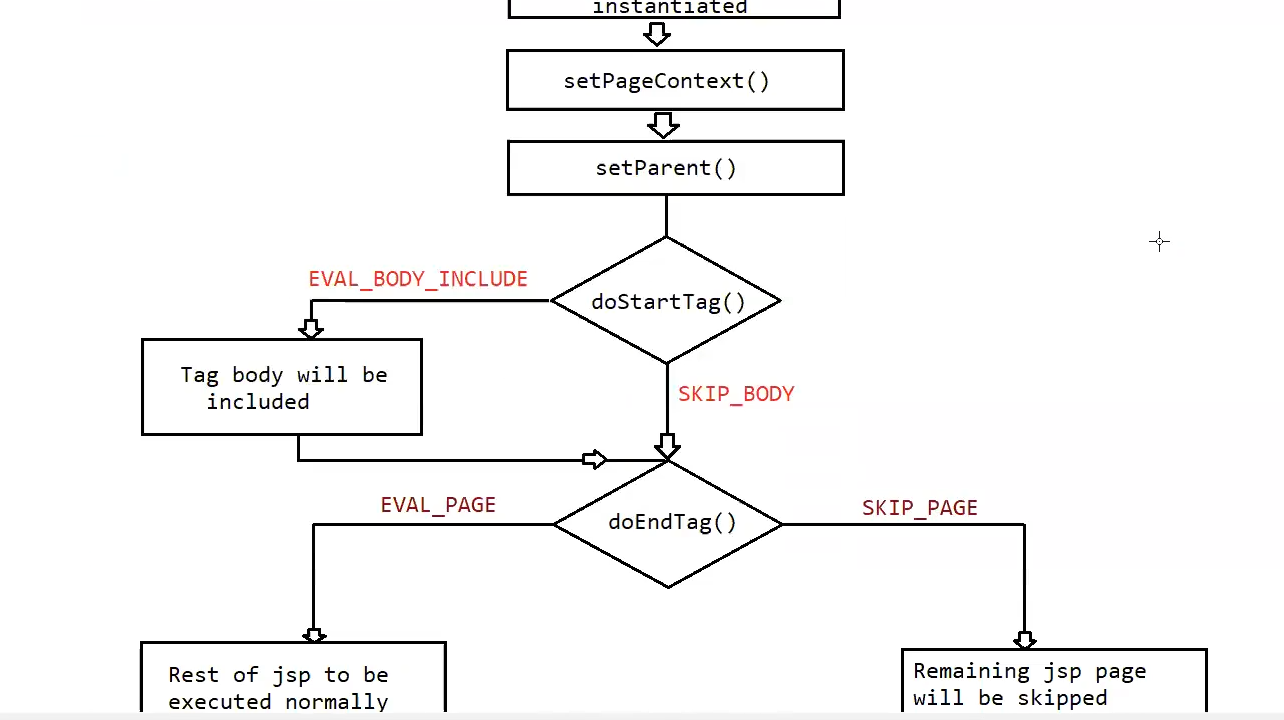 instantiated
setPageContext()
setParent()
EVAL_BODY_INCLUDE
doStartTag()
Tag body will be
included
SKIP_BODY
EVAL_PAGE
doEndTag()
SKIP_PAGE
Rest of jsp to be
executed normally
Remaining jsp page
will be skipped